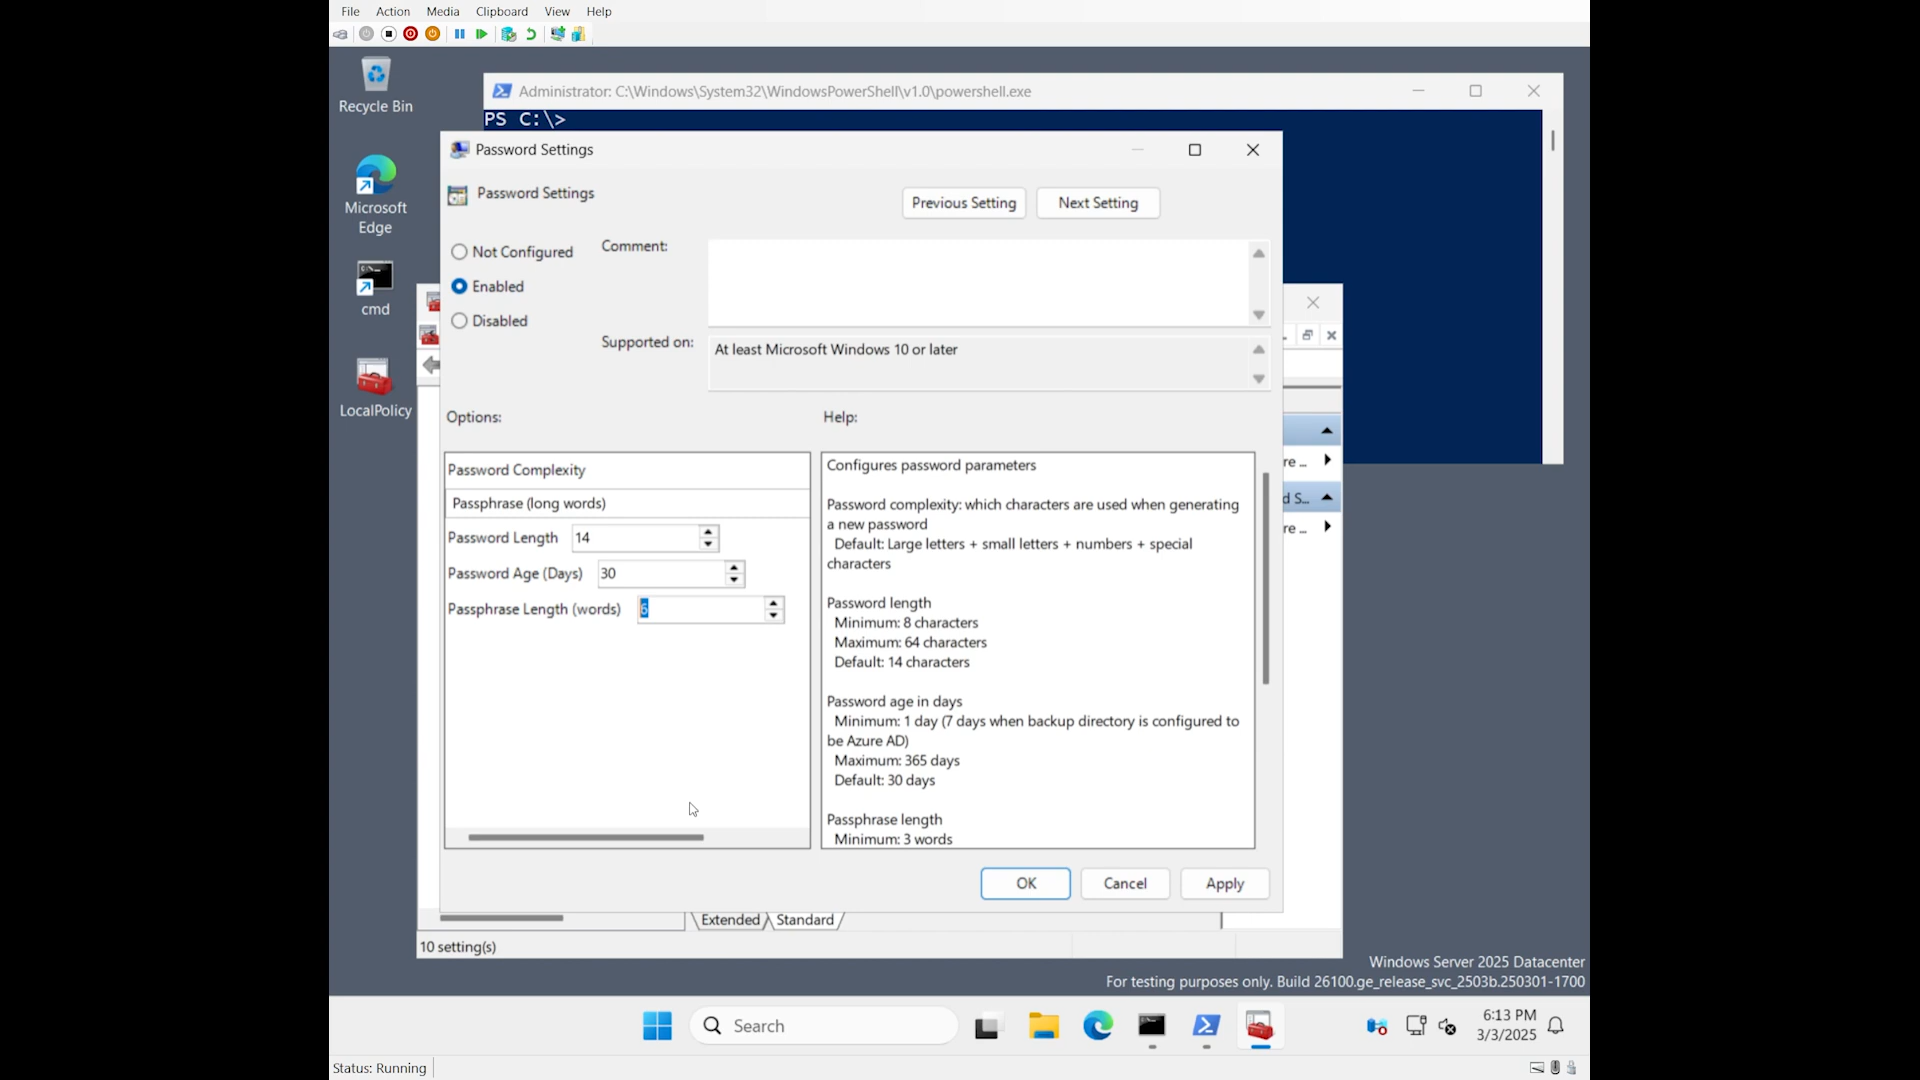 File Action Media Clipboard View Help
Recycle Bin
Administrator: C:\Windows\System32\WindowsPowerShell\v1.0\powershell.exe
PS C:\>
Microsoft
Edge
cmd
LocalPolicy
Password Settings
Password Settings
Previous Setting Next Setting
Not Configured
Enabled
Disabled
Comment:
Supported on:
At least Microsoft Windows 10 or later
Options:
Help:
Password Complexity
Passphrase (long words)
Password Length 14
Password Age (Days) 30
Passphrase Length (words) 6
Configures password parameters
Password complexity: which characters are used when generating
a new password
Default: Large letters + small letters + numbers + special
characters
Password length
Minimum: 8 characters
Maximum: 64 characters
Default: 14 characters
Password age in days
Minimum: 1 day (7 days when backup directory is configured to
be Azure AD)
Maximum: 365 days
Default: 30 days
Passphrase length
Minimum: 3 words
re ...
d S...
re ...
OK Cancel Apply
Extended Standard
10 setting(s)
Windows Server 2025 Datacenter
For testing purposes only. Build 26100.ge_release_svc_2503b.250301-1700
Search
6:13 PM
3/3/2025
Status: Running